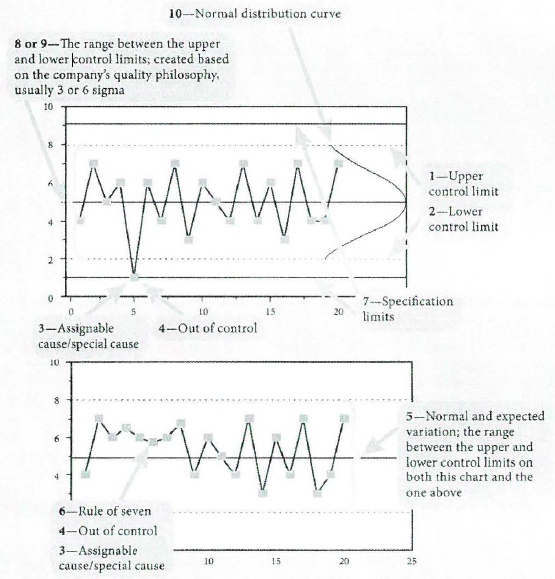 10—Normal distribution curve
8 or 9—The range between the upper
and lower control limits; created based
on the company's quality philosophy,
usually 3 or 6 sigma
10
8
6
4
2
0
0
5
10
15
20
1—Upper
control limit
2—Lower
control limit
7—Specification
limits
3—Assignable
cause/special cause
4—Out of control
10
8
6
4
2
10
15
20
25
5—Normal and expected
variation; the range
between the upper and
lower control limits on
both this chart and the
one above
6—Rule of seven
4—Out of control
3—Assignable
cause/special cause